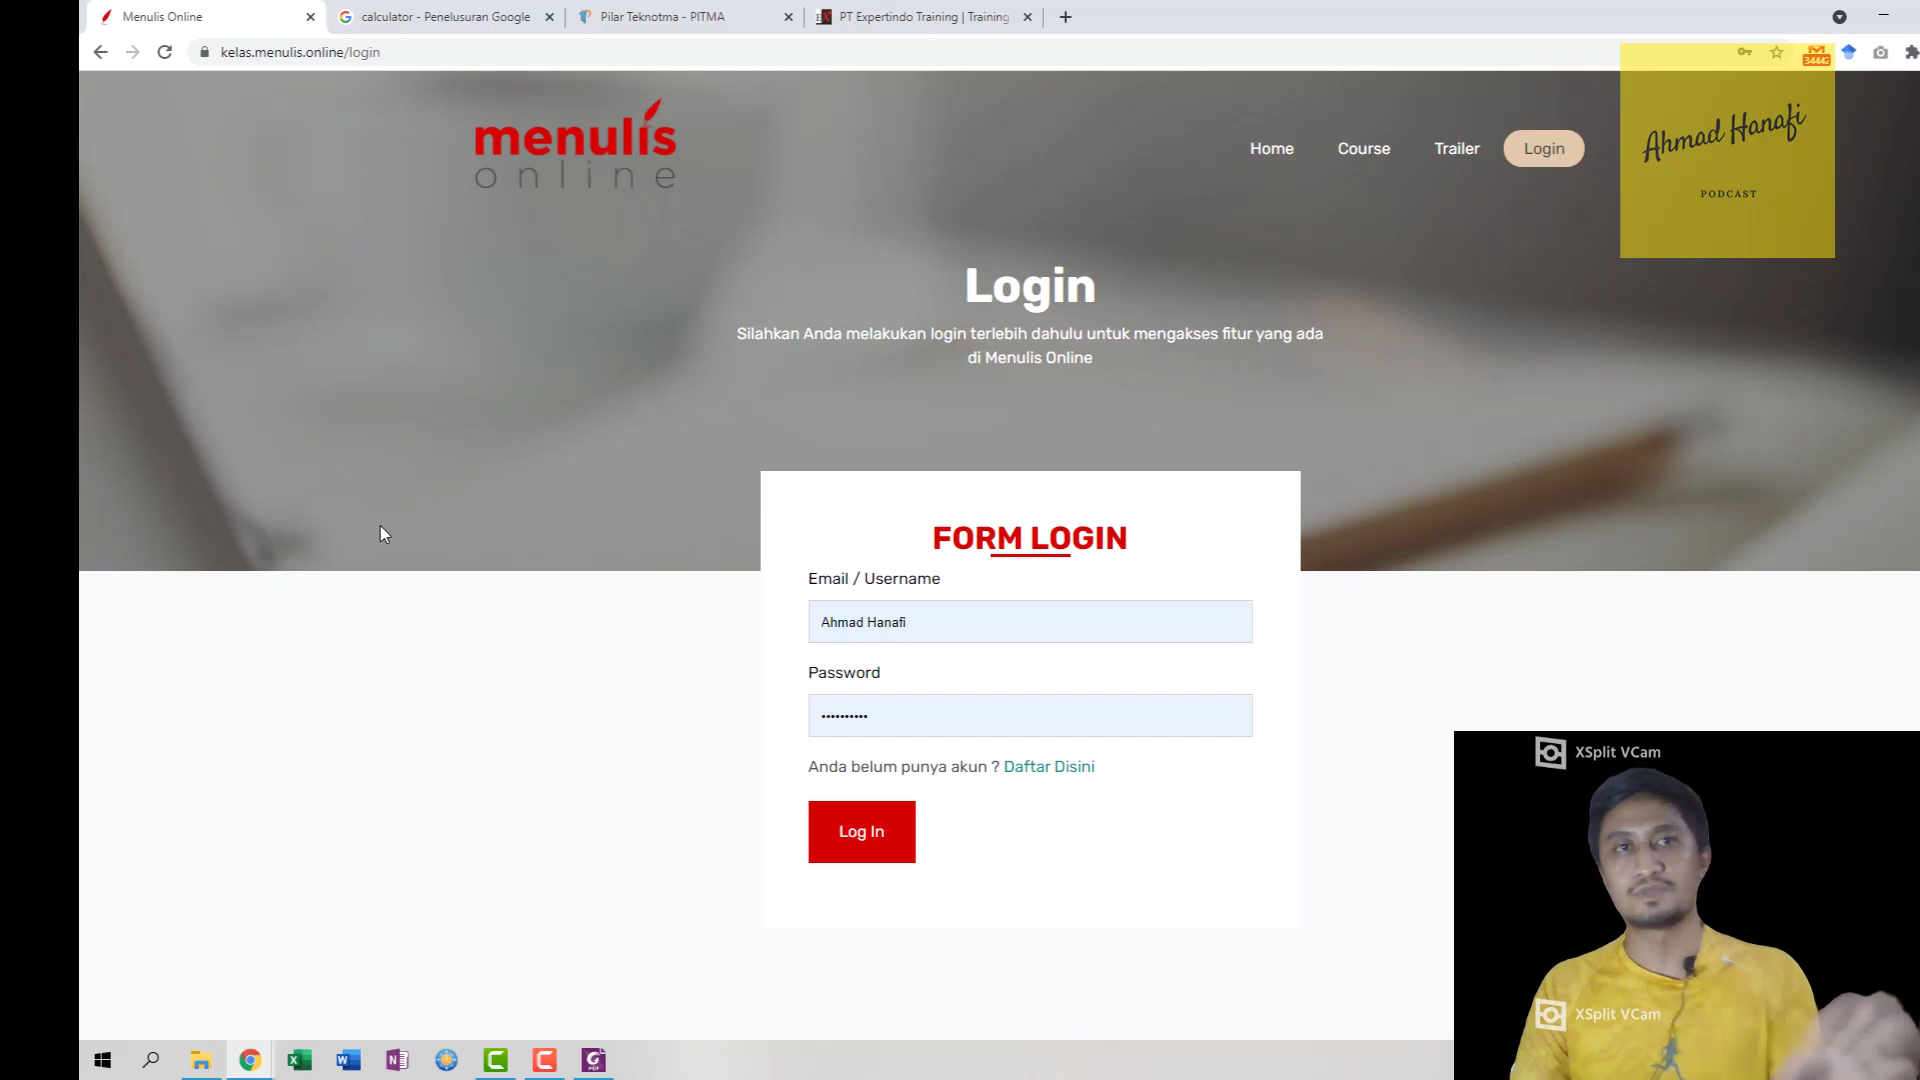 Menulis Online
calculator - Penelusuran Google
Pilar Teknotma - PITMA
PT Expertindo Training | Training
kelas.menulis.online/login
34442
menulis
online
Home
Course
Trailer
Login
Ahmad Hanafi
PODCAST
Login
Silahkan Anda melakukan login terlebih dahulu untuk mengakses fitur yang ada
di Menulis Online
FORM LOGIN
Email / Username
Ahmad Hanafi
Password
••••••••••
Anda belum punya akun ? Daftar Disini
Log In
XSplit VCam
XSplit VCam